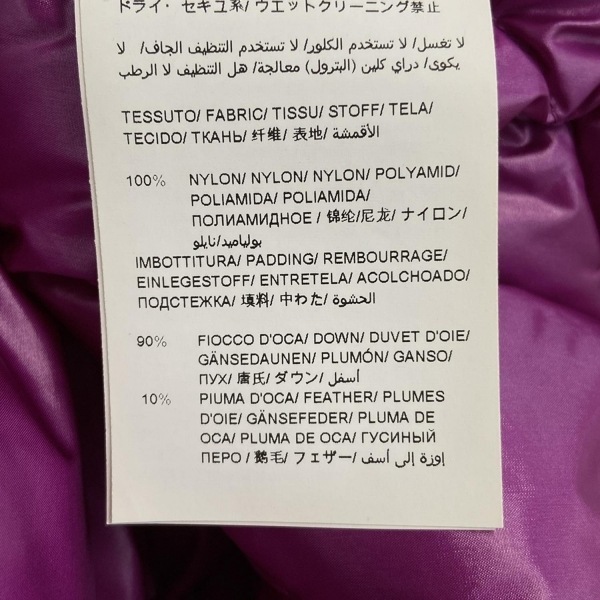 ドライ・セキユ系/ ウエットクリーニング禁止
لا تغسل/ لا تستخدم الكلور/ لا تستخدم التنظيف الجاف/ لا
يكوى/ دراي كلين (البترول) معالجة/ هل التنظيف لا الرطب
TESSUTO/ FABRIC/ TISSU/ STOFF/ TELA/
TECIDO/ ТКАНЬ/ 纤维/ 表地/ الأقمشة
100% NYLON/ NYLON/ NYLON/ POLYAMID/
POLIAMIDA/ POLIAMIDA/
ПОЛИАМИДНОЕ / 锦纶/尼龙/ ナイロン/
بولياميد/نايلو
IMBOTTITURA/ PADDING/ REMBOURRAGE/
EINLEGESTOFF/ ENTRETELA/ ACOLCHOADO/
ПОДСТЕЖКА/ 填料/ 中わた/ الحشوة
90% FIOCCO D'OCA/ DOWN/ DUVET D'OIE/
GÄNSEDAUNEN/ PLUMÓN/ GANSO/
ПУХ/ 唐氏/ ダウン/ أسفل
10% PIUMA D'OCA/ FEATHER/ PLUMES
D'OIE/ GÄNSEFEDER/ PLUMA DE
OCA/ PLUMA DE OCA/ ГУСИНЫЙ
ПЕРО / 鹅毛/ フェザー/ إوزة إلى أسف